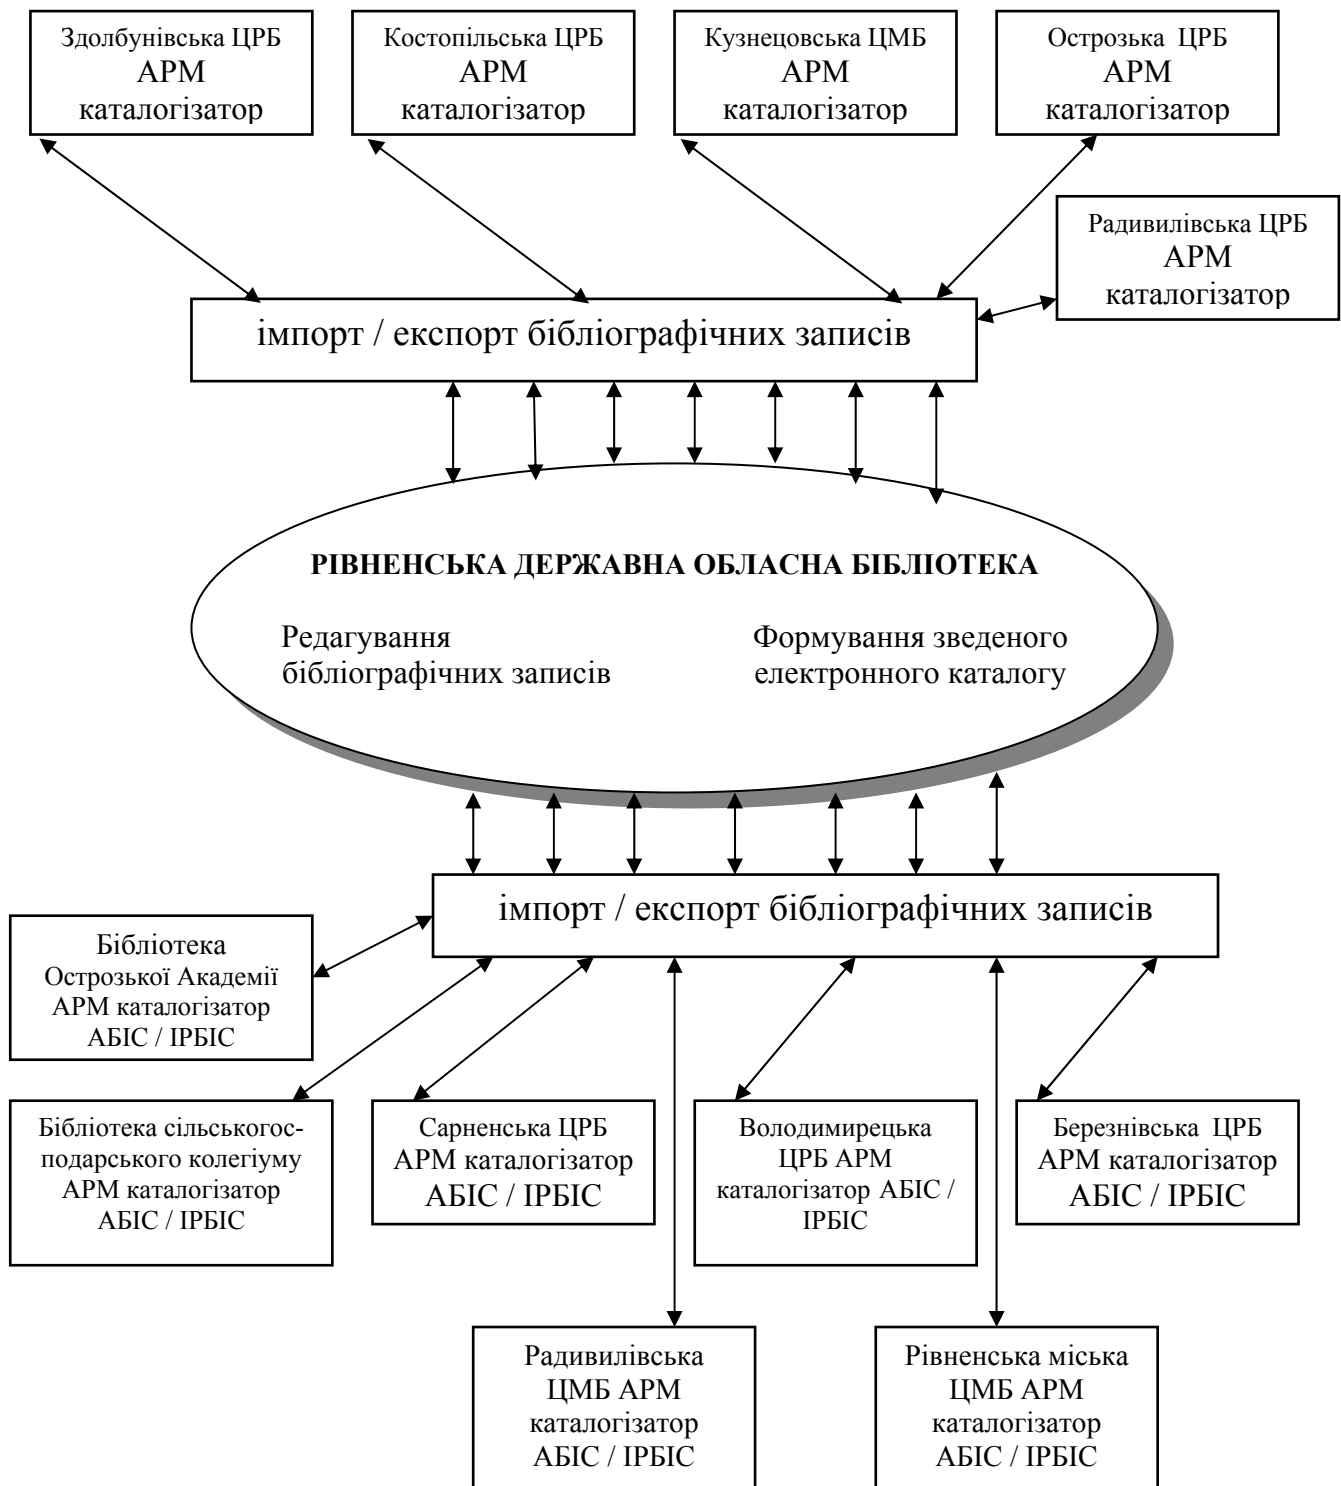 Здолбунівська ЦРБ
АРМ
каталогізатор
Костопільська ЦРБ
АРМ
каталогізатор
Кузнецовська ЦМБ
АРМ
каталогізатор
Острозька ЦРБ
АРМ
каталогізатор
Радивилівська ЦРБ
АРМ
каталогізатор
імпорт / експорт бібліографічних записів
РІВНЕНСЬКА ДЕРЖАВНА ОБЛАСНА БІБЛІОТЕКА
Редагування
бібліографічних записів
Формування зведеного
електронного каталогу
імпорт / експорт бібліографічних записів
Бібліотека
Острозької Академії
АРМ каталогізатор
АБІС / ІРБІС
Бібліотека сільськогос-
подарського колегіуму
АРМ каталогізатор
АБІС / ІРБІС
Сарненська ЦРБ
АРМ каталогізатор
АБІС / ІРБІС
Володимирецька
ЦРБ АРМ
каталогізатор АБІС /
ІРБІС
Березнівська ЦРБ
АРМ каталогізатор
АБІС / ІРБІС
Радивилівська
ЦМБ АРМ
каталогізатор
АБІС / ІРБІС
Рівненська міська
ЦМБ АРМ
каталогізатор
АБІС / ІРБІС